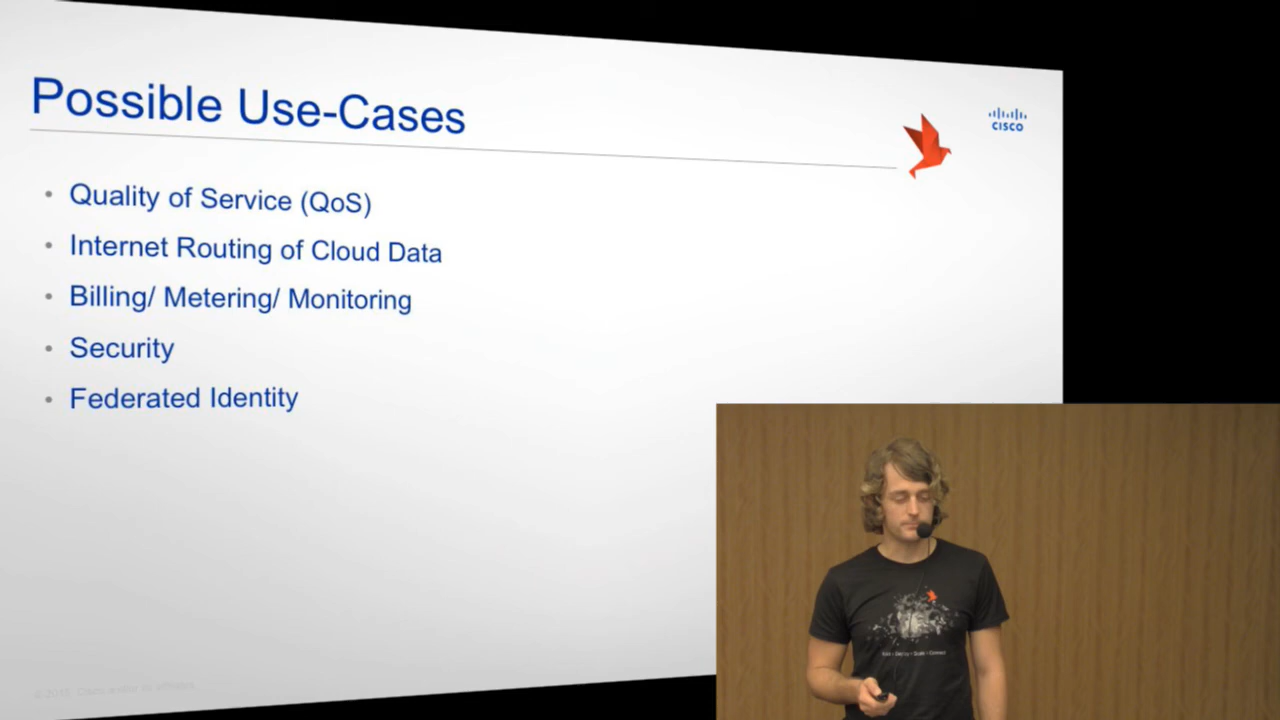 Possible Use-Cases
CISCO
• Quality of Service (QoS)
• Internet Routing of Cloud Data
• Billing/ Metering/ Monitoring
• Security
• Federated Identity